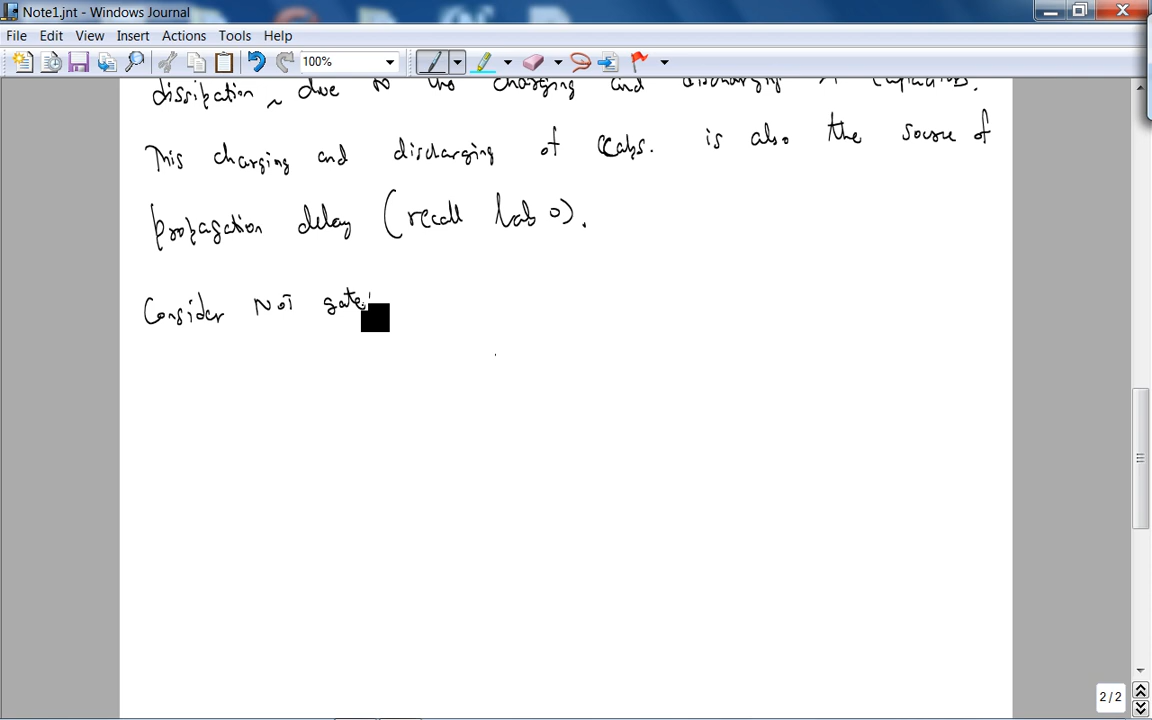 Note1.jnt - Windows Journal
File Edit View Insert Actions Tools Help
100%
dissipation, due to the charging and discharging of capacitors.
This charging and discharging of Caps. is also the source of
propagation delay (recall lab 0).
Consider NOT gate:
2/2